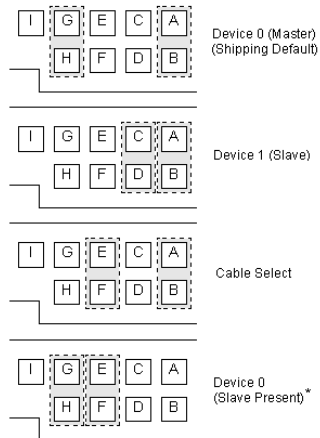 I G E C A
H F D B
Device 0 (Master)
(Shipping Default)
I G E C A
H F D B
Device 1 (Slave)
I G E C A
H F D B
Cable Select
I G E C A
H F D B
Device 0
(Slave Present)*